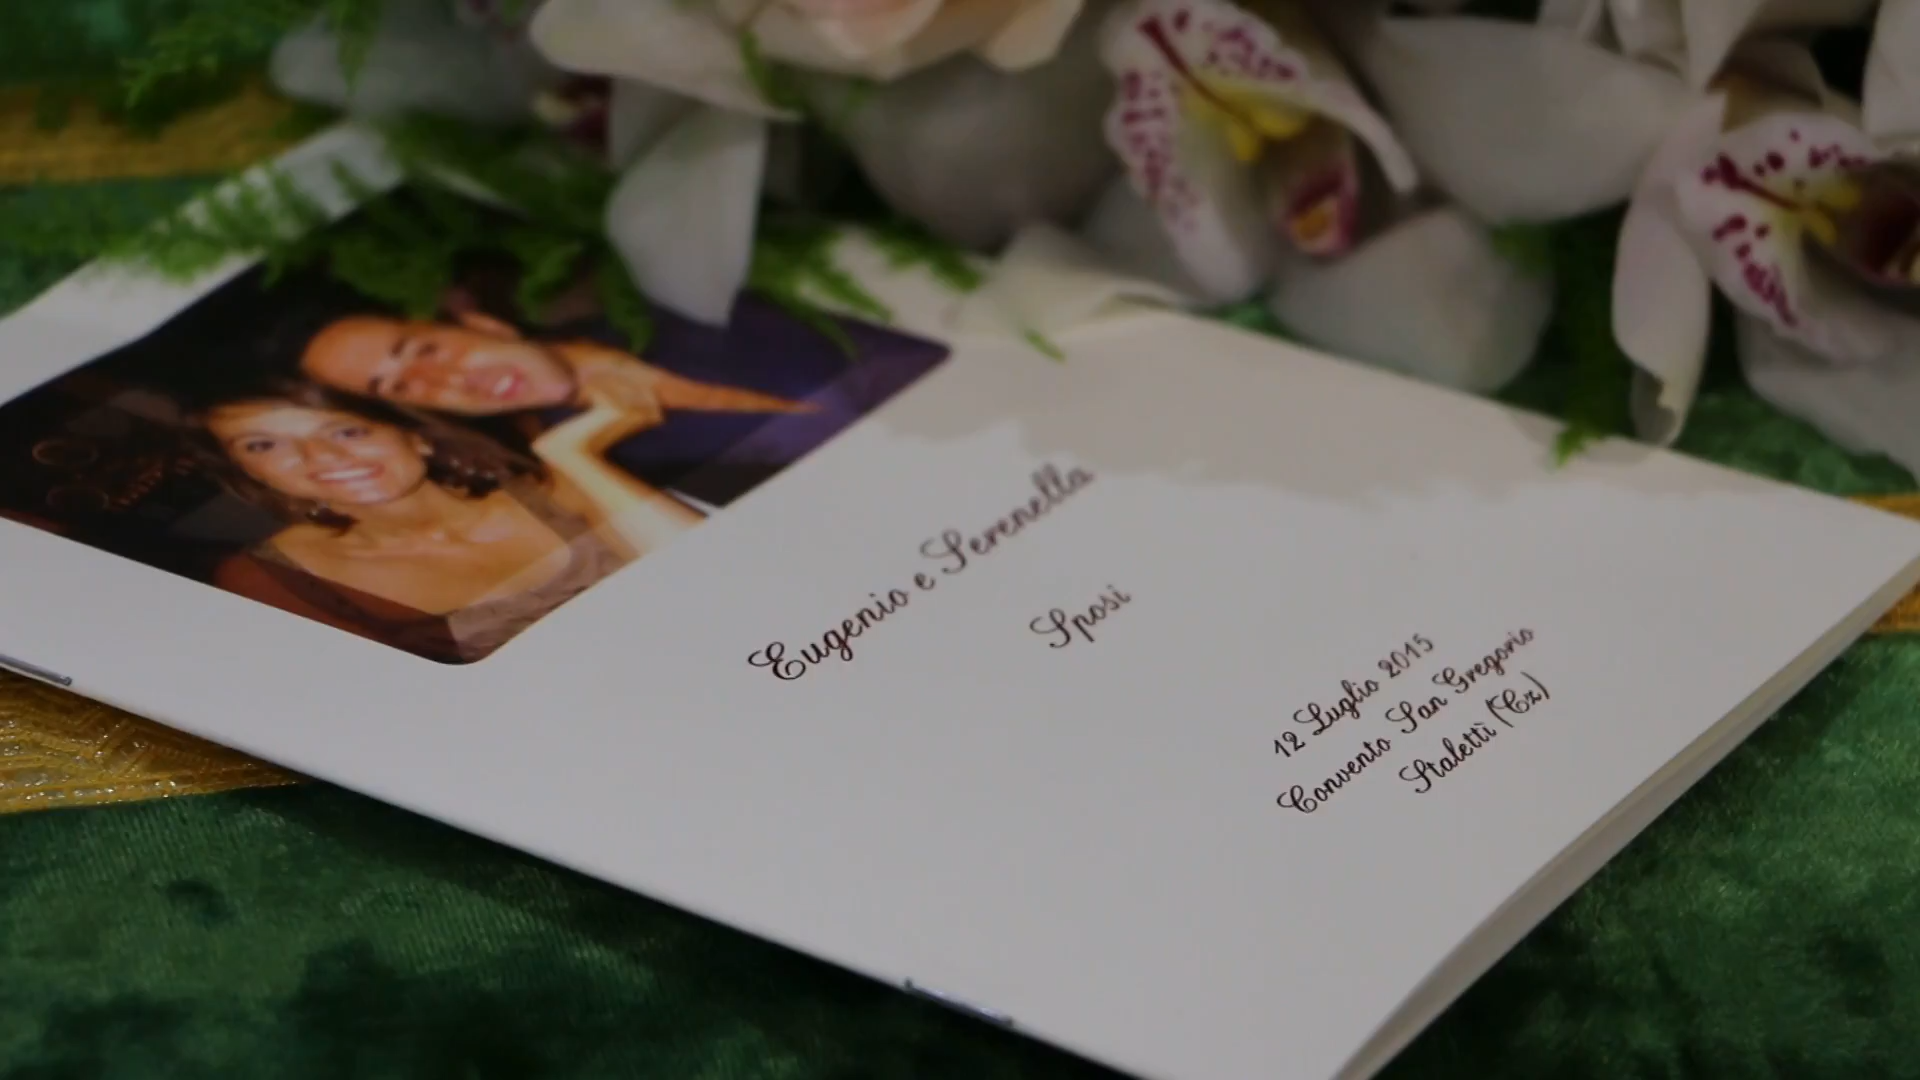 Eugenio e Serenella
Sposi
12 Luglio 2015
Convento San Gregorio
Stalettì (Cz)